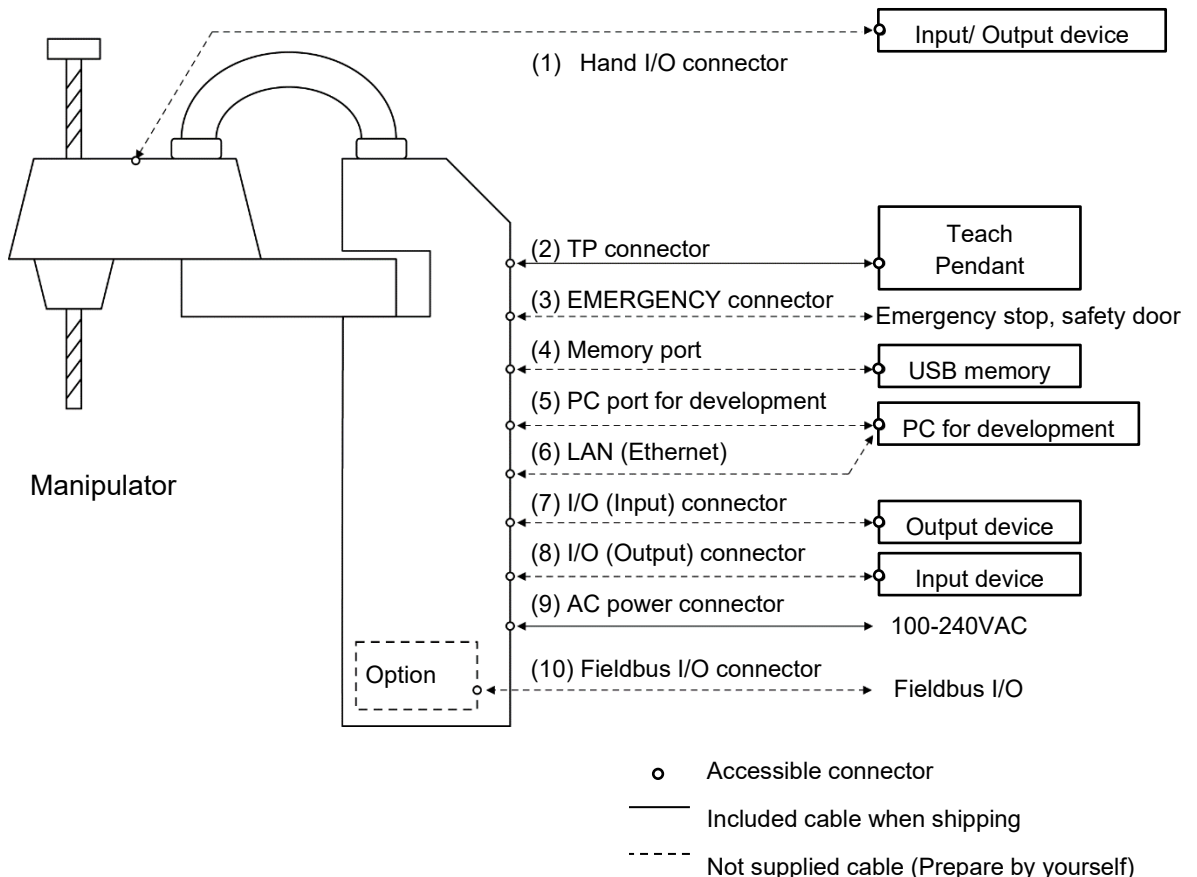 Input/ Output device
(1) Hand I/O connector
(2) TP connector
Teach
Pendant
(3) EMERGENCY connector
Emergency stop, safety door
(4) Memory port
USB memory
(5) PC port for development
PC for development
(6) LAN (Ethernet)
Manipulator
(7) I/O (Input) connector
Output device
(8) I/O (Output) connector
Input device
(9) AC power connector
100-240VAC
Option
(10) Fieldbus I/O connector
Fieldbus I/O
Accessible connector
Included cable when shipping
Not supplied cable (Prepare by yourself)